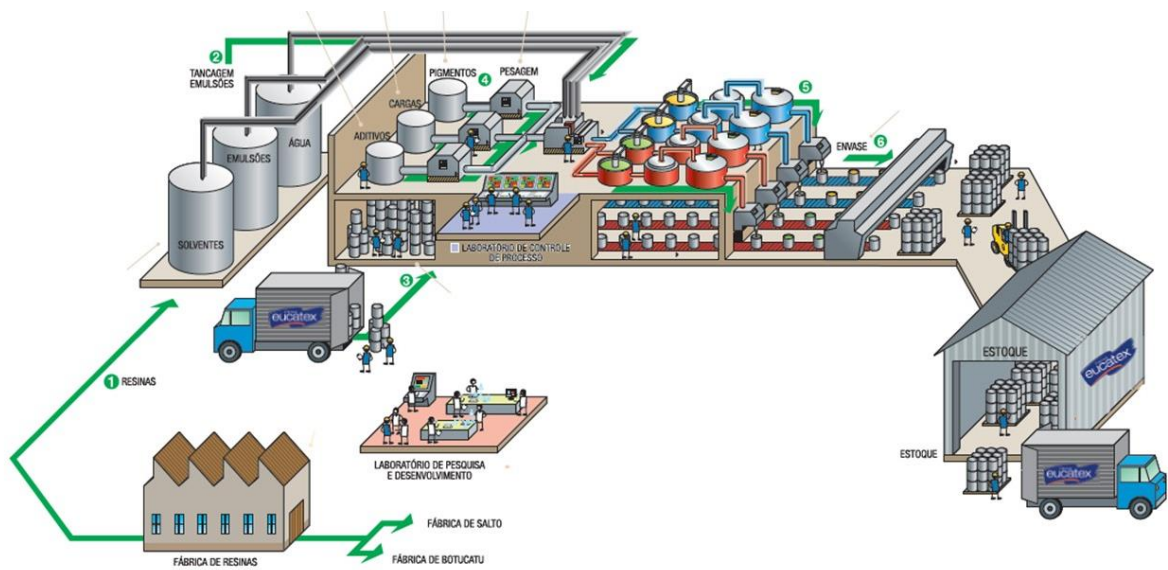 2
TANCAGEM
EMULSÕES
PIGMENTOS
4
PESAGEM
CARGAS
ADITIVOS
ÁGUA
EMULSÕES
SOLVENTES
5
6
ENVASE
LABORATÓRIO DE CONTROLE
DE PROCESSO
3
eucatex
1 RESINAS
ESTOQUE
eucatex
LABORATÓRIO DE PESQUISA
E DESENVOLVIMENTO
ESTOQUE
eucatex
FÁBRICA DE SALTO
FÁBRICA DE BOTUCATU
FÁBRICA DE RESINAS